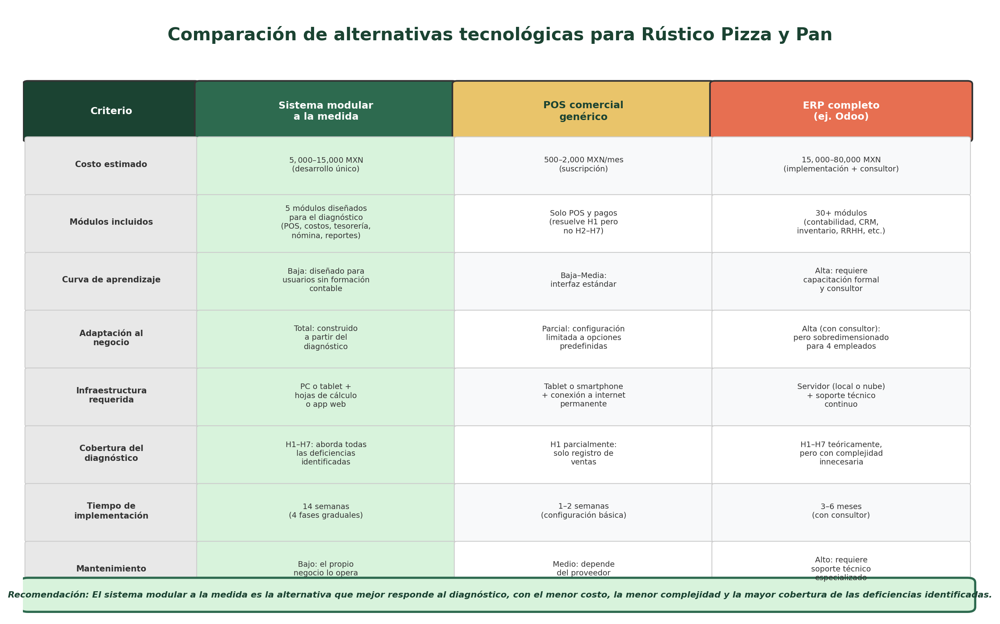 Comparación de alternativas tecnológicas para Rústico Pizza y Pan
Criterio
Sistema modular
a la medida
POS comercial
genérico
ERP completo
(ej. Odoo)
Costo estimado
5,000–15,000 MXN
(desarrollo único)
500–2,000 MXN/mes
(suscripción)
15,000–80,000 MXN
(implementación + consultor)
Módulos incluidos
5 módulos diseñados
para el diagnóstico
(POS, costos, tesorería,
nómina, reportes)
Solo POS y pagos
(resuelve H1 pero
no H2–H7)
30+ módulos
(contabilidad, CRM,
inventario, RRHH, etc.)
Curva de aprendizaje
Baja: diseñado para
usuarios sin formación
contable
Baja–Media:
interfaz estándar
Alta: requiere
capacitación formal
y consultor
Adaptación al
negocio
Total: construido
a partir del
diagnóstico
Parcial: configuración
limitada a opciones
predefinidas
Alta (con consultor):
pero sobredimensionado
para 4 empleados
Infraestructura
requerida
PC o tablet +
hojas de cálculo
o app web
Tablet o smartphone
+ conexión a internet
permanente
Servidor (local o nube)
+ soporte técnico
continuo
Cobertura del
diagnóstico
H1–H7: aborda todas
las deficiencias
identificadas
H1 parcialmente:
solo registro de
ventas
H1–H7 teóricamente,
pero con complejidad
innecesaria
Tiempo de
implementación
14 semanas
(4 fases graduales)
1–2 semanas
(configuración básica)
3–6 meses
(con consultor)
Mantenimiento
Bajo: el propio
negocio lo opera
Medio: depende
del proveedor
Alto: requiere
soporte técnico
especializado
Recomendación: El sistema modular a la medida es la alternativa que mejor responde al diagnóstico, con el menor costo, la menor complejidad y la mayor cobertura de las deficiencias identificadas.